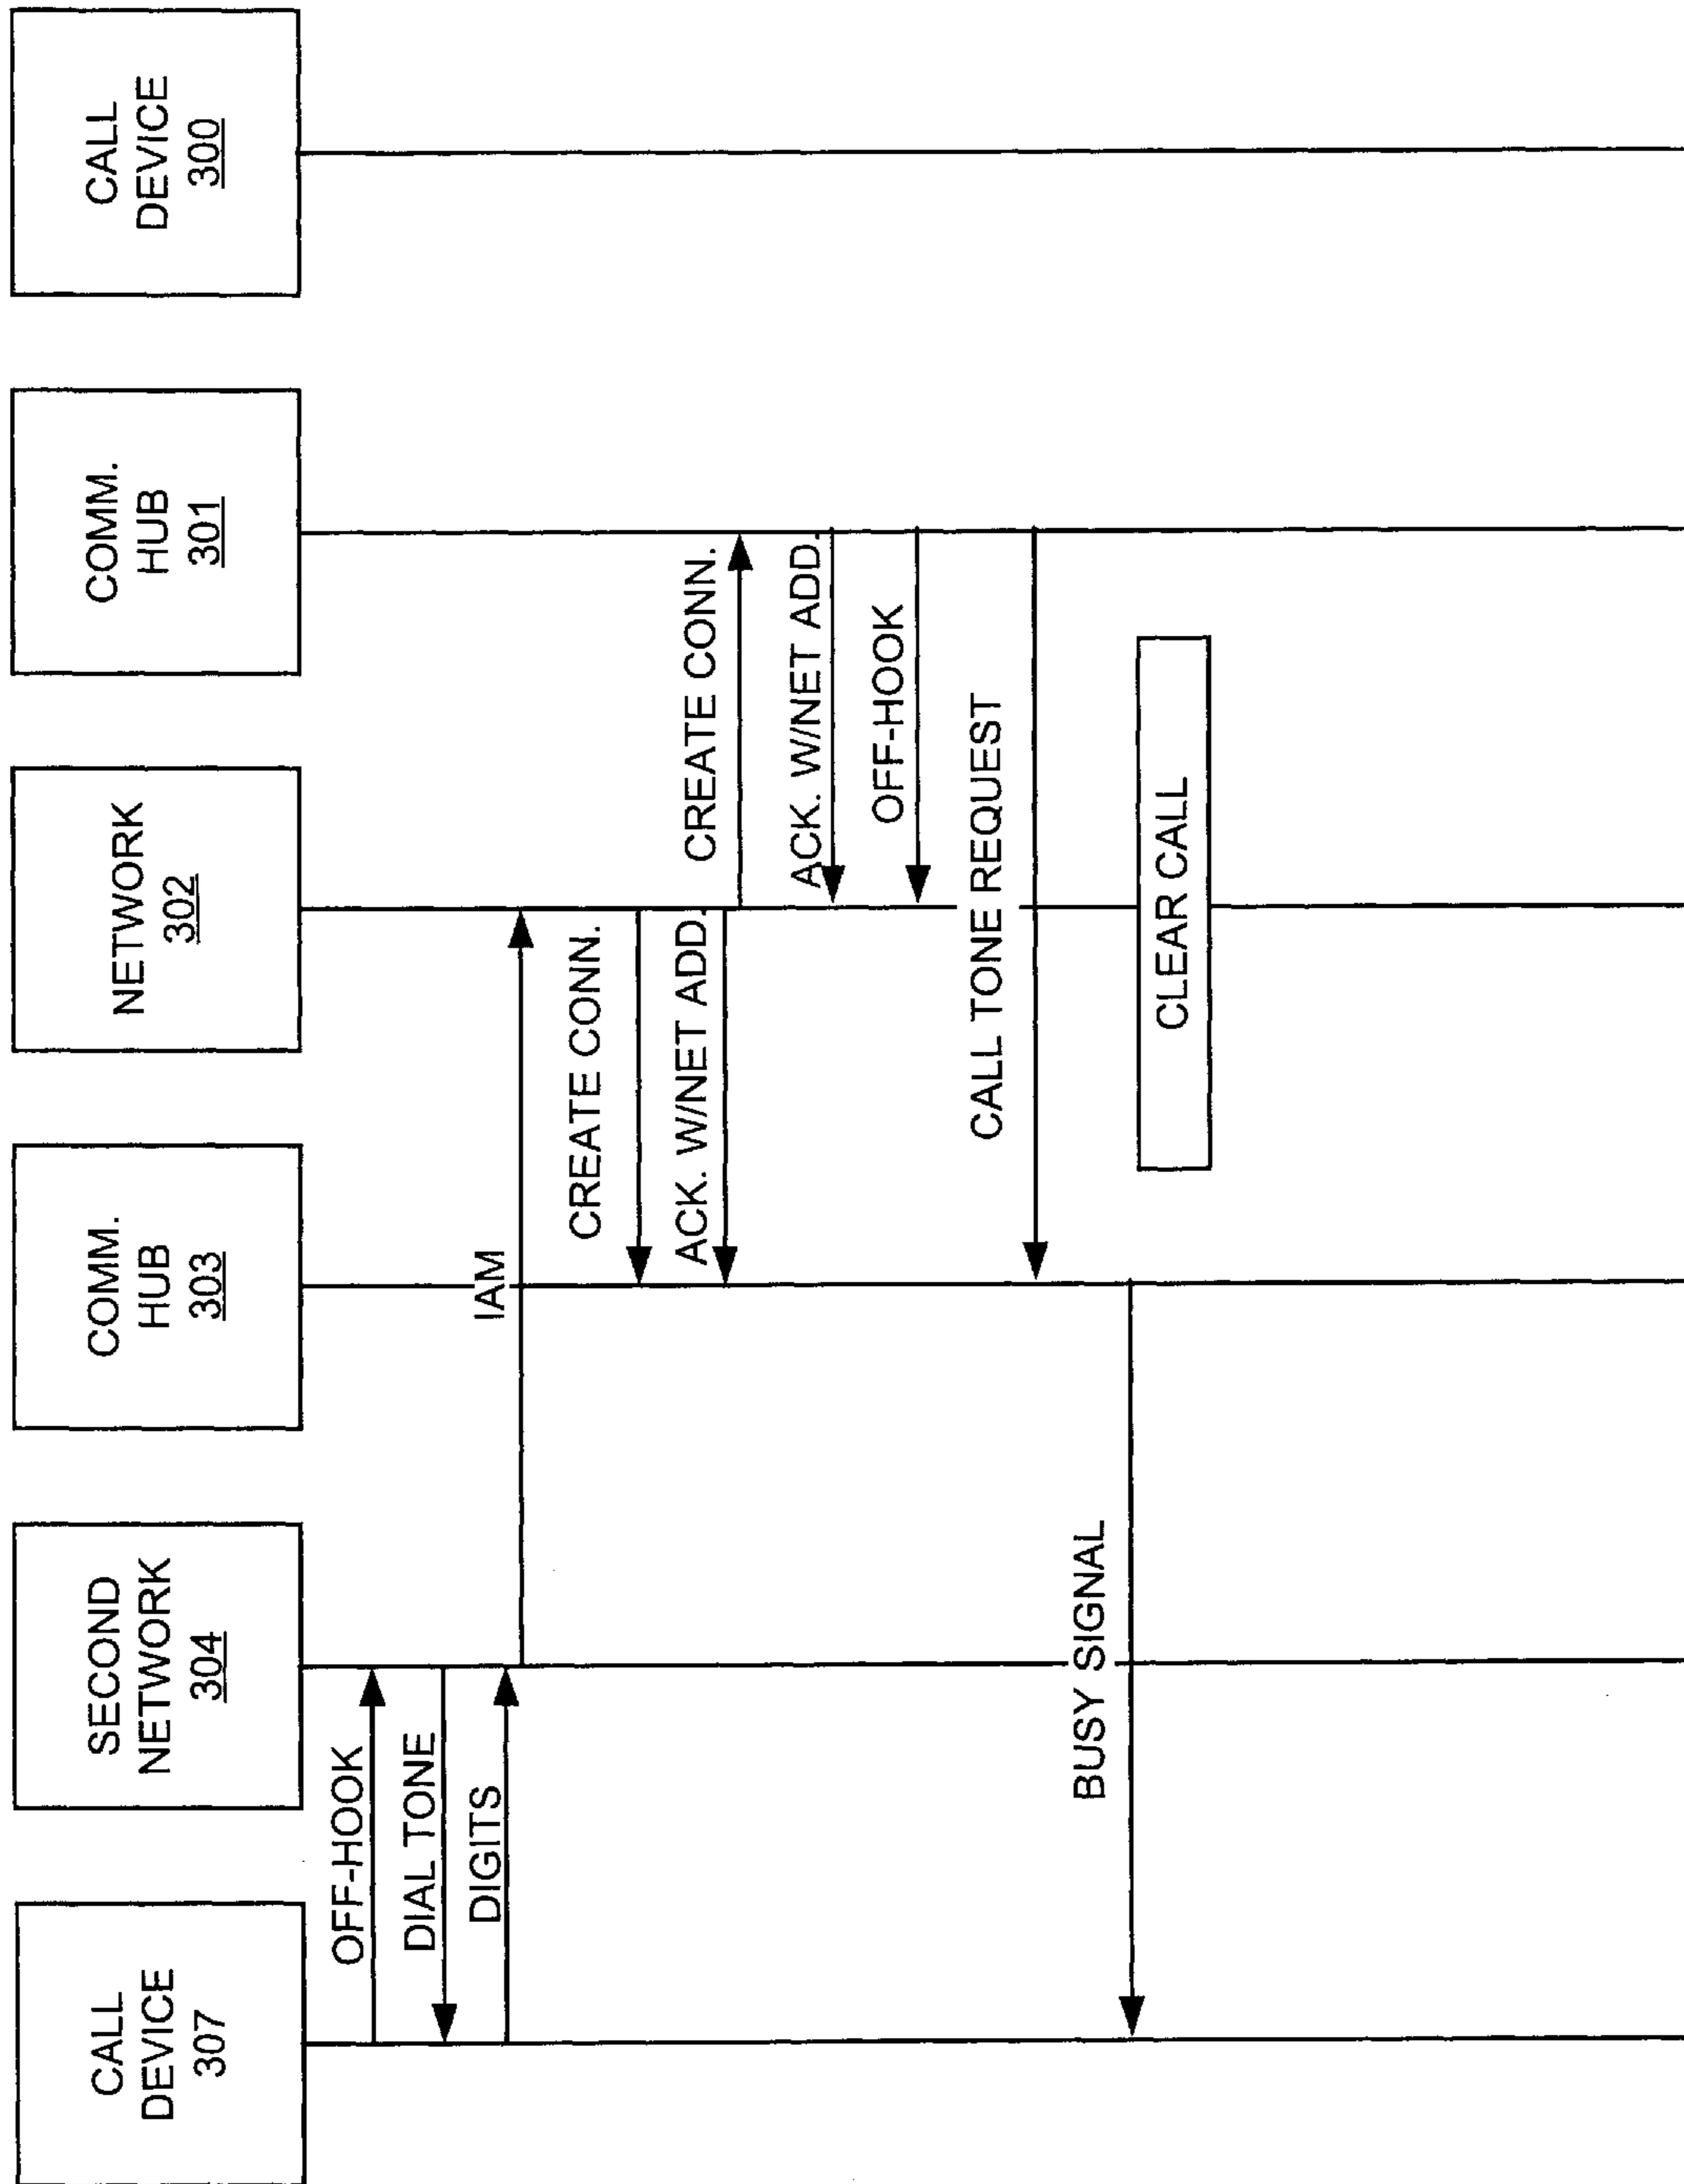 CALL
DEVICE
307
SECOND
NETWORK
304
COMM.
HUB
303
NETWORK
302
COMM.
HUB
301
CALL
DEVICE
300
OFF-HOOK
DIAL TONE
DIGITS
IAM
CREATE CONN.
ACK. W/NET ADD.
CREATE CONN.
ACK. W/NET ADD.
OFF-HOOK
CALL TONE REQUEST
BUSY SIGNAL
CLEAR CALL